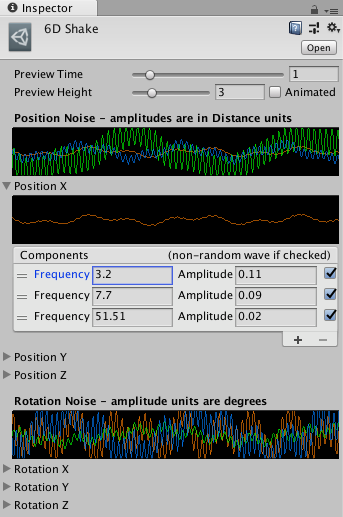 Inspector
6D Shake
Open
Preview Time 1
Preview Height 3 Animated
Position Noise - amplitudes are in Distance units
Position X
Components (non-random wave if checked)
Frequency 3.2 Amplitude 0.11
Frequency 7.7 Amplitude 0.09
Frequency 51.51 Amplitude 0.02
Position Y
Position Z
Rotation Noise - amplitude units are degrees
Rotation X
Rotation Y
Rotation Z